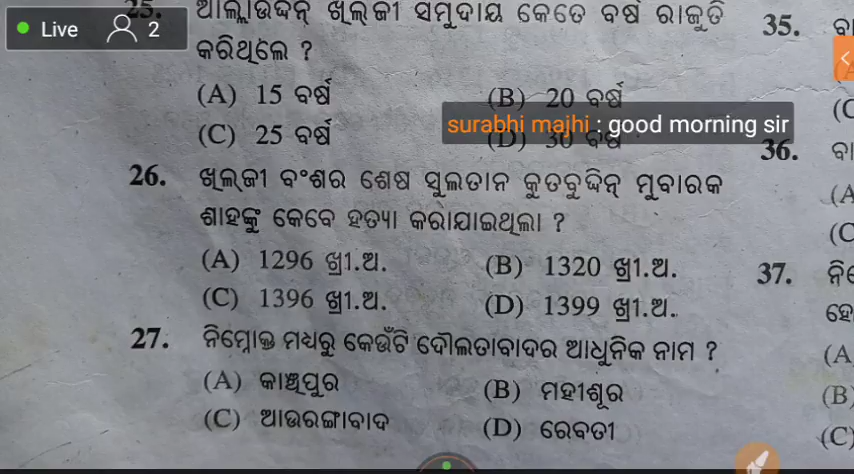 Live 2
25. ଆଲ୍ଲାଉଦ୍ଦିନ୍ ଖିଲ୍‌ଜୀ ସମୁଦାୟ କେତେ ବର୍ଷ ରାଜୁତି
କରିଥିଲେ ?
(A) 15 ବର୍ଷ (B) 20 ବର୍ଷ
surabhi majhi : good morning sir
(C) 25 ବର୍ଷ (D) 30 ବର୍ଷ
26. ଖିଲ୍‌ଜୀ ବଂଶର ଶେଷ ସୁଲତାନ କୁତବୁଦ୍ଦିନ୍ ମୁବାରକ
ଶାହଙ୍କୁ କେବେ ହତ୍ୟା କରାଯାଇଥିଲା ?
(A) 1296 ଖ୍ରୀ.ଅ. (B) 1320 ଖ୍ରୀ.ଅ.
(C) 1396 ଖ୍ରୀ.ଅ. (D) 1399 ଖ୍ରୀ.ଅ.
27. ନିମ୍ନୋକ୍ତ ମଧ୍ୟରୁ କେଉଁଟି ଦୌଲତାବାଦର ଆଧୁନିକ ନାମ ?
(A) କାଞ୍ଚିପୁର (B) ମହୀଶୂର
(C) ଆଉରଙ୍ଗାବାଦ (D) ରେବତୀ
35.
(C
36.
(A
(C
37.
(A
(B)
(C)